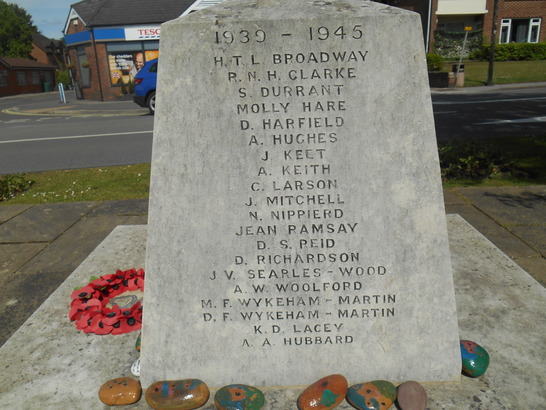 TESCO
1939 - 1945
H.T.L. BROADWAY
P.N.H. CLARKE
S. DURRANT
MOLLY HARE
D. HARFIELD
A. HUGHES
J. KEET
A. KEITH
C. LARSON
J. MITCHELL
N. NIPPIERD
JEAN RAMSAY
D.S. REID
D. RICHARDSON
J.V. SEARLES - WOOD
A.W. WOOLFORD
M.F. WYKEHAM - MARTIN
D.F. WYKEHAM - MARTIN
K.D. LACEY
A.A. HUBBARD